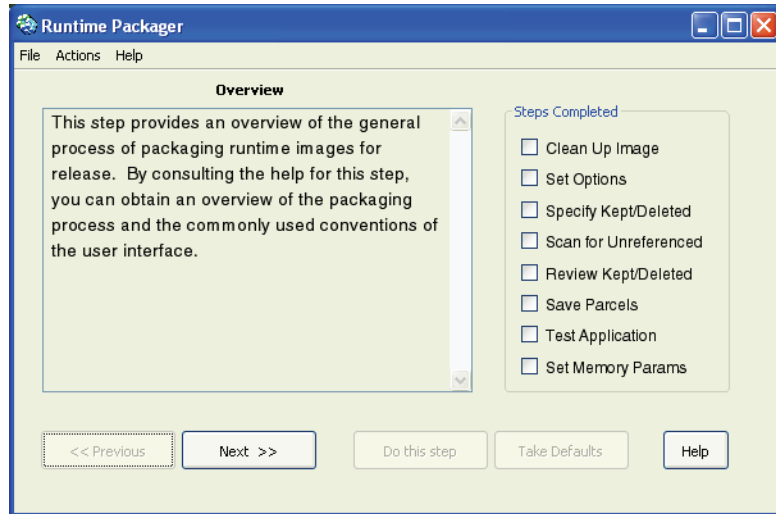 Runtime Packager
File Actions Help
Overview
This step provides an overview of the general
process of packaging runtime images for
release. By consulting the help for this step,
you can obtain an overview of the packaging
process and the commonly used conventions of
the user interface.
Steps Completed
Clean Up Image
Set Options
Specify Kept/Deleted
Scan for Unreferenced
Review Kept/Deleted
Save Parcels
Test Application
Set Memory Params
<< Previous Next >> Do this step Take Defaults Help